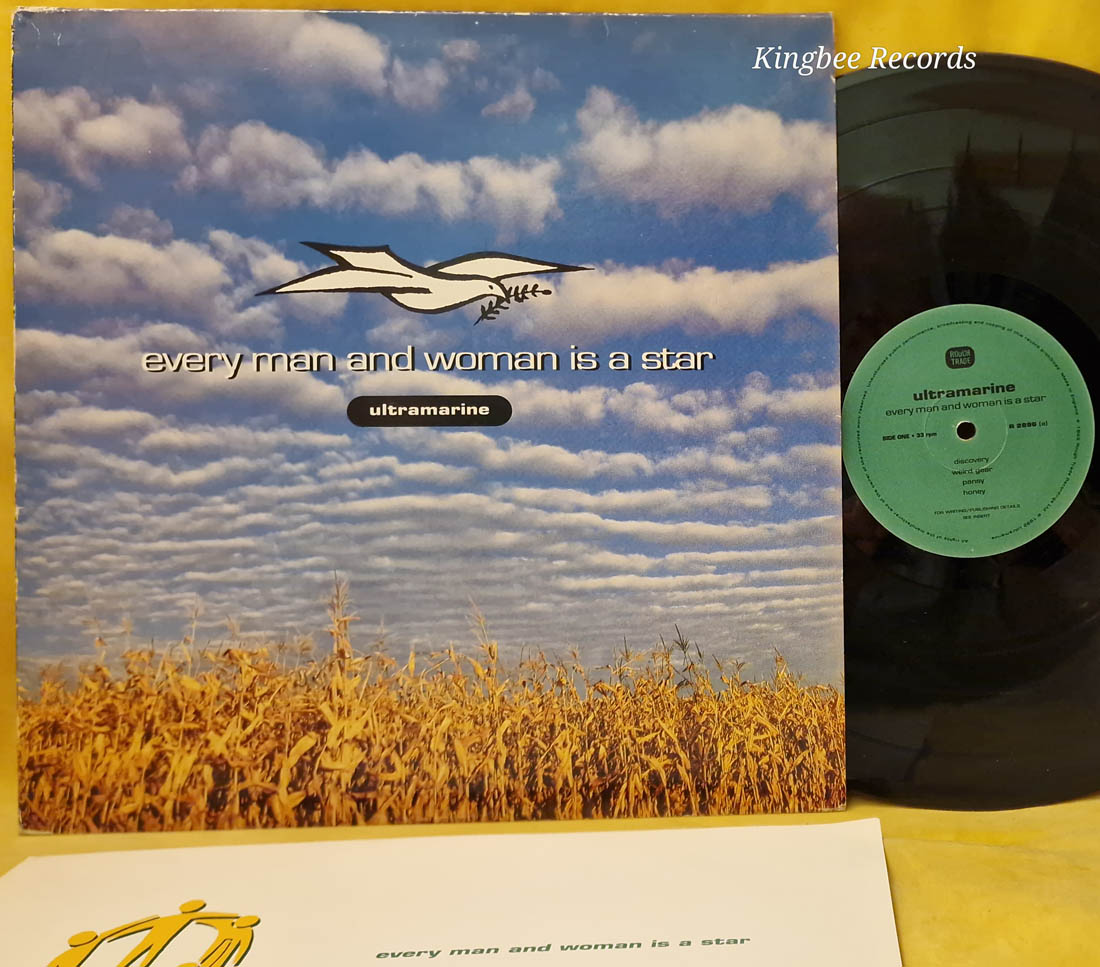 Kingbee Records
every man and woman is a star
ultramarine
ROUGH
TRADE
ultramarine
every man and woman is a star
SIDE ONE • 33 rpm
discovery
weird gear
panny
honey
FOR WRITING/PUBLISHING DETAILS,
SEE INSERT
every man and woman is a star